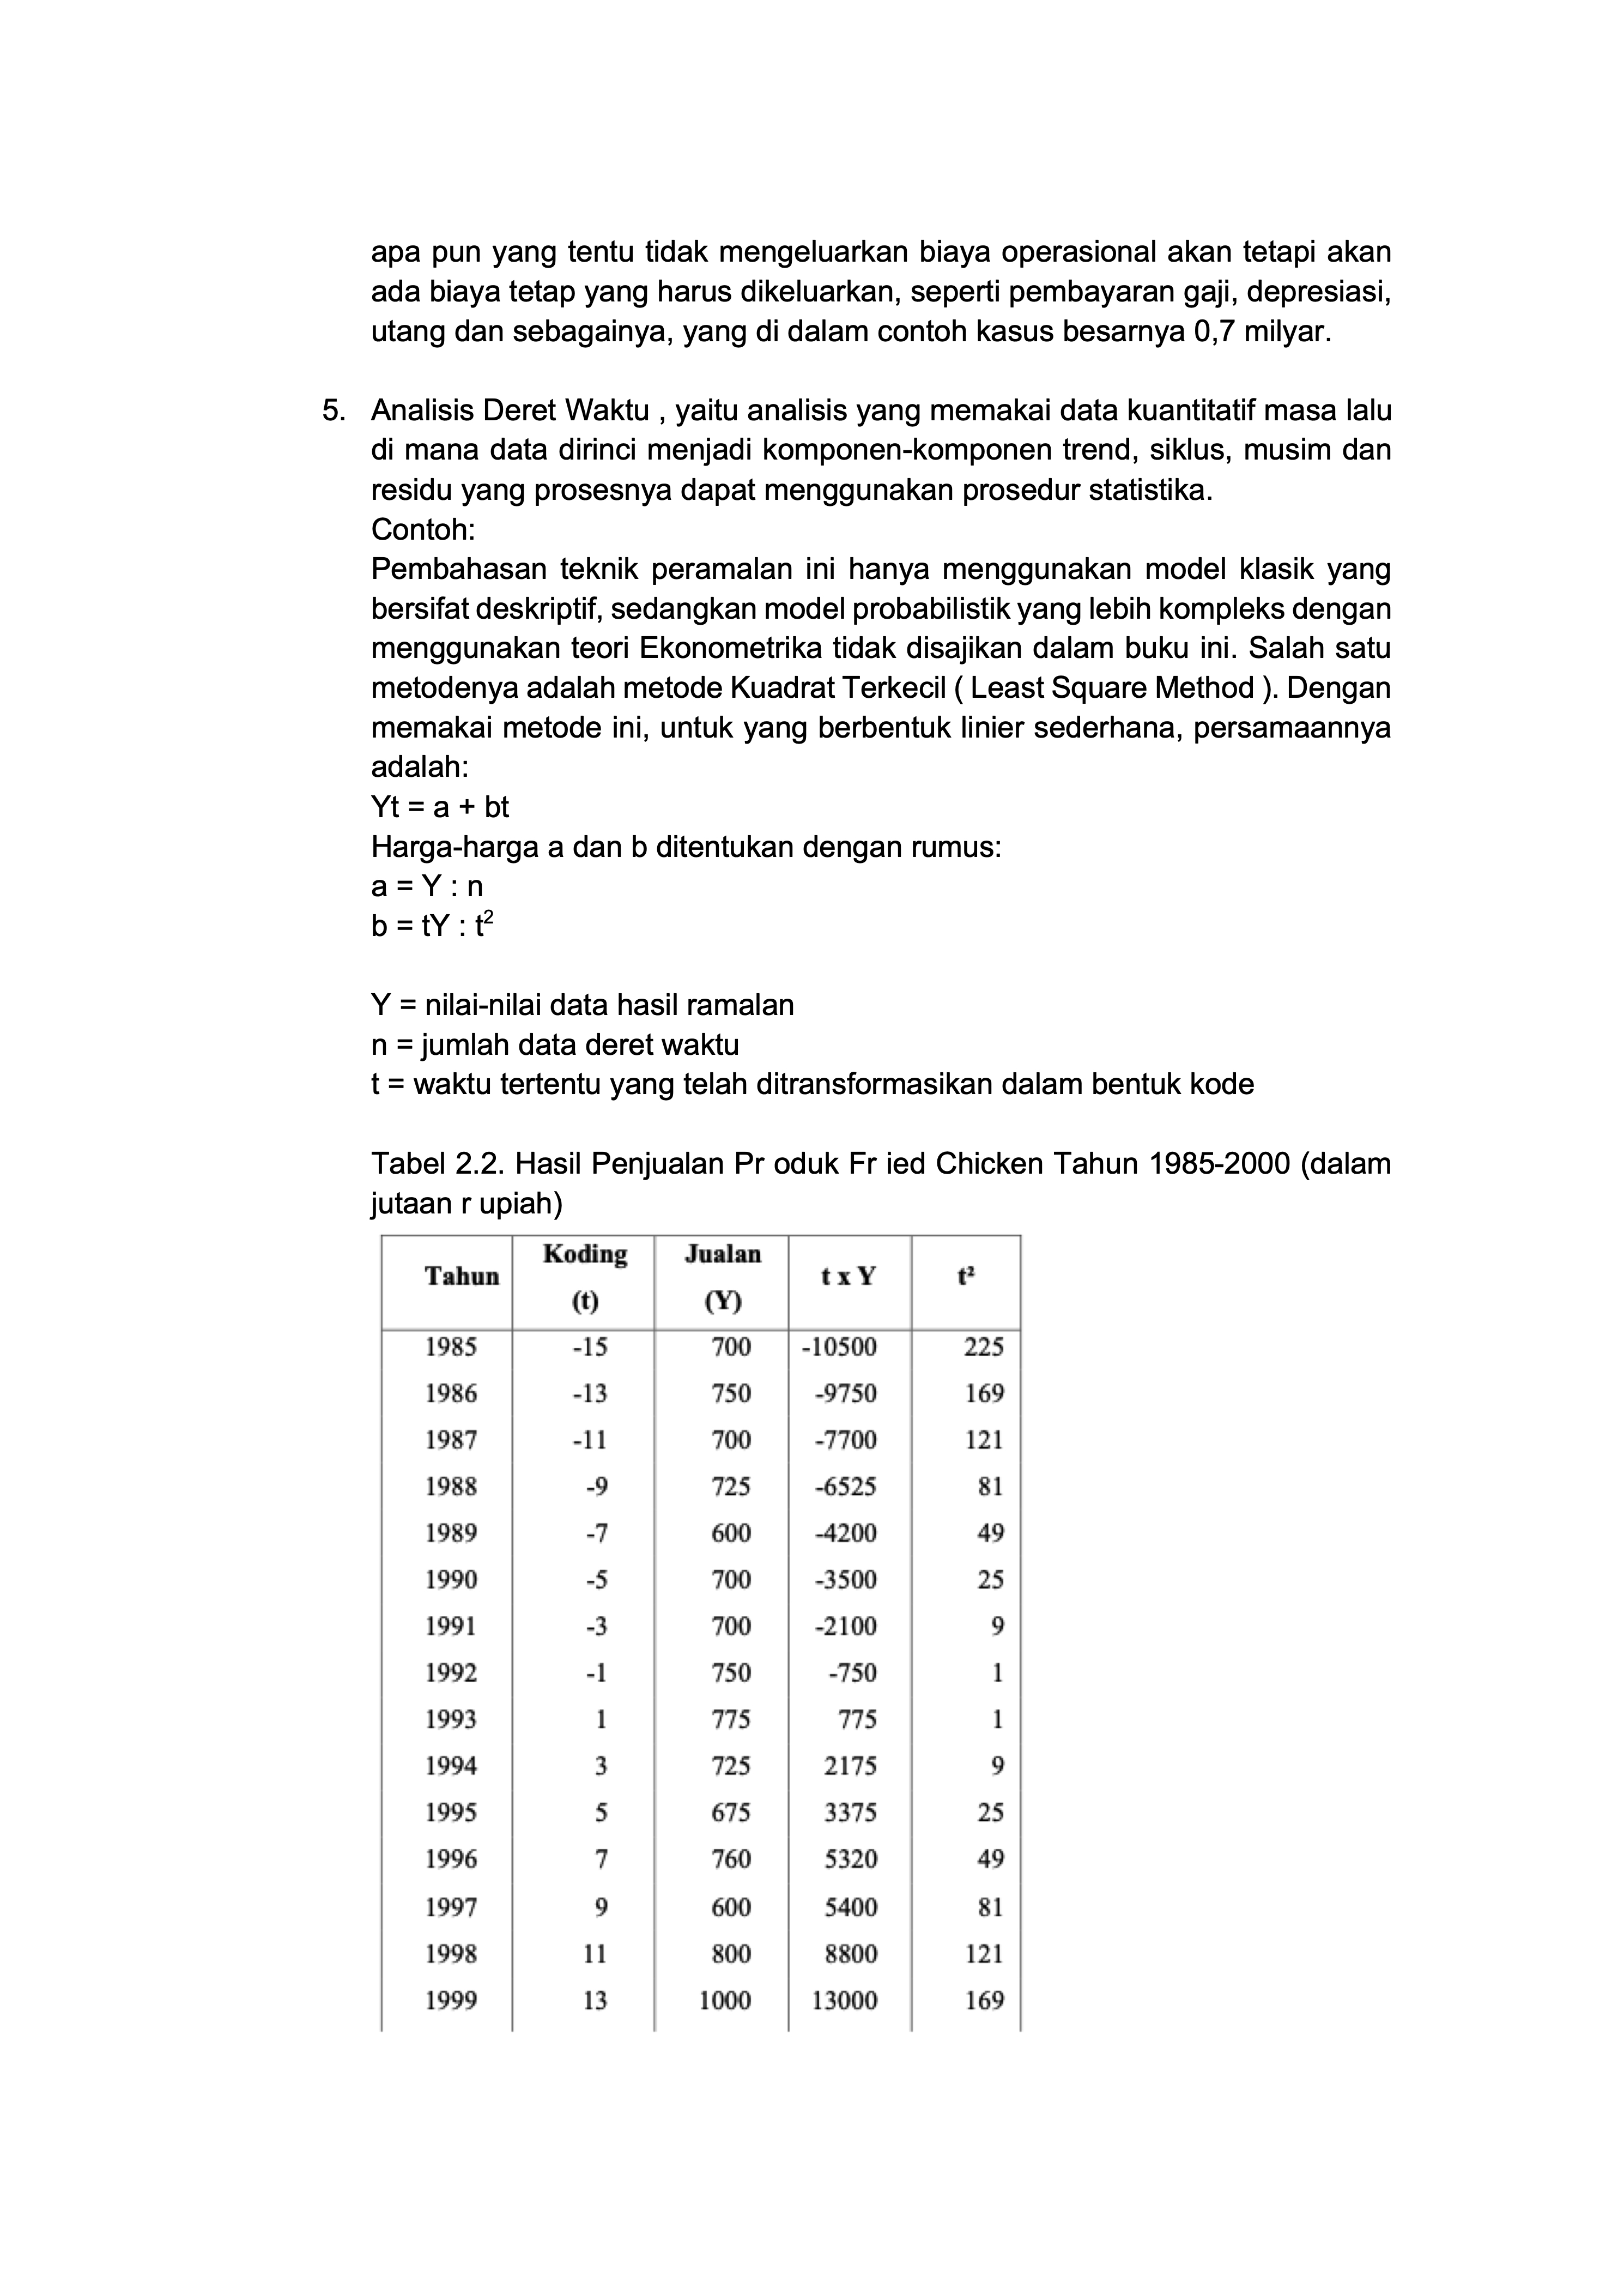 apa pun yang tentu tidak mengeluarkan biaya operasional akan tetapi akan
ada biaya tetap yang harus dikeluarkan, seperti pembayaran gaji, depresiasi,
utang dan sebagainya, yang di dalam contoh kasus besarnya 0,7 milyar.
5. Analisis Deret Waktu , yaitu analisis yang memakai data kuantitatif masa lalu
di mana data dirinci menjadi komponen-komponen trend, siklus, musim dan
residu yang prosesnya dapat menggunakan prosedur statistika.
Contoh:
Pembahasan teknik peramalan ini hanya menggunakan model klasik yang
bersifat deskriptif, sedangkan model probabilistik yang lebih kompleks dengan
menggunakan teori Ekonometrika tidak disajikan dalam buku ini. Salah satu
metodenya adalah metode Kuadrat Terkecil ( Least Square Method ). Dengan
memakai metode ini, untuk yang berbentuk linier sederhana, persamaannya
adalah:
Yt = a + bt
Harga-harga a dan b ditentukan dengan rumus:
a = Y : n
b = tY : t²
Y = nilai-nilai data hasil ramalan
n = jumlah data deret waktu
t = waktu tertentu yang telah ditransformasikan dalam bentuk kode
Tabel 2.2. Hasil Penjualan Pr oduk Fr ied Chicken Tahun 1985-2000 (dalam
jutaan r upiah)
Tahun Koding (t) Jualan (Y) t x Y t²
1985 -15 700 -10500 225
1986 -13 750 -9750 169
1987 -11 700 -7700 121
1988 -9 725 -6525 81
1989 -7 600 -4200 49
1990 -5 700 -3500 25
1991 -3 700 -2100 9
1992 -1 750 -750 1
1993 1 775 775 1
1994 3 725 2175 9
1995 5 675 3375 25
1996 7 760 5320 49
1997 9 600 5400 81
1998 11 800 8800 121
1999 13 1000 13000 169